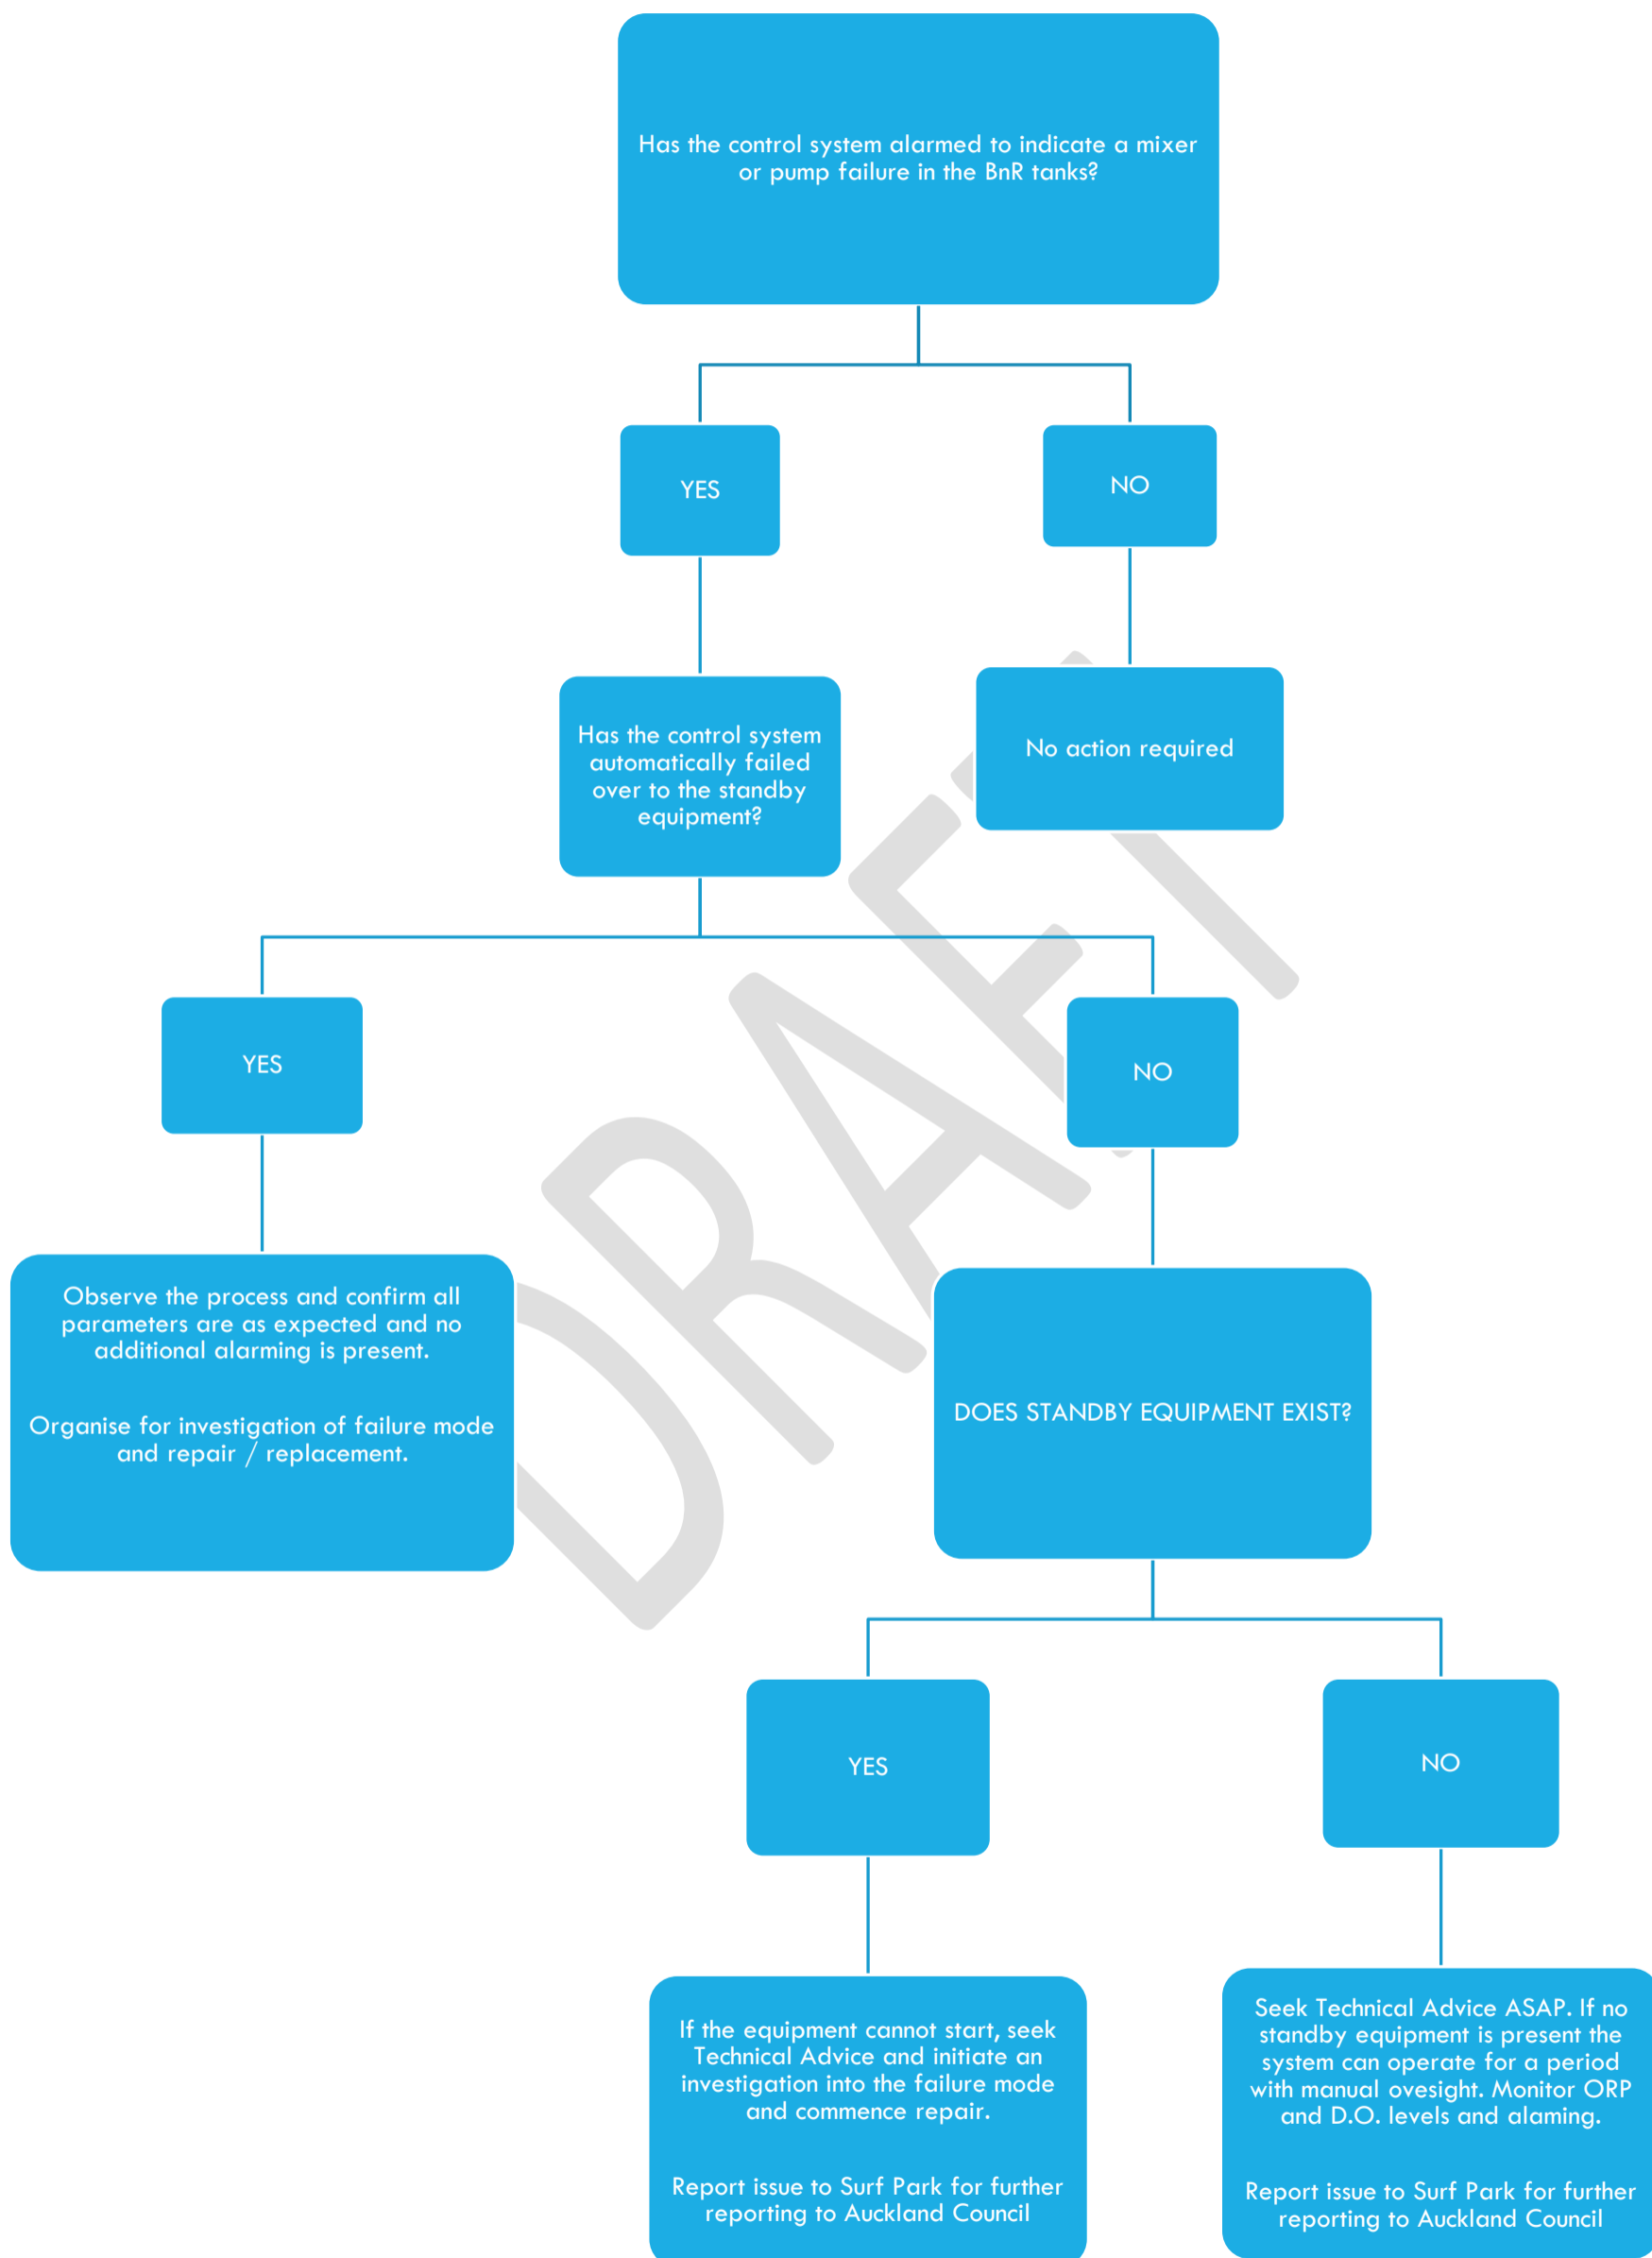 Has the control system alarmed to indicate a mixer
or pump failure in the BnR tanks?
YES
NO
Has the control system
automatically failed
over to the standby
equipment?
No action required
YES
NO
Observe the process and confirm all
parameters are as expected and no
additional alarming is present.
Organise for investigation of failure mode
and repair / replacement.
DOES STANDBY EQUIPMENT EXIST?
YES
NO
If the equipment cannot start, seek
Technical Advice and initiate an
investigation into the failure mode
and commence repair.
Report issue to Surf Park for further
reporting to Auckland Council
Seek Technical Advice ASAP. If no
standby equipment is present the
system can operate for a period
with manual ovesight. Monitor ORP
and D.O. levels and alaming.
Report issue to Surf Park for further
reporting to Auckland Council
DRAFT